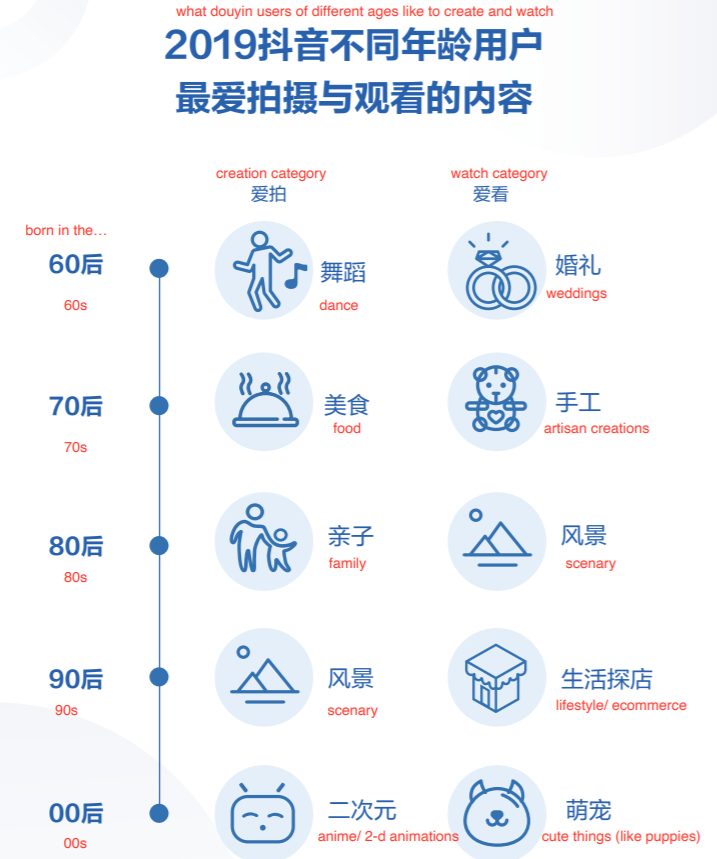 what douyin users of different ages like to create and watch
2019抖音不同年龄用户
最爱拍摄与观看的内容
creation category
watch category
爱拍
爱看
born in the...
60后
60s
舞蹈
dance
婚礼
weddings
70后
70s
美食
food
手工
artisan creations
80后
80s
亲子
family
风景
scenary
90后
90s
风景
scenary
生活探店
lifestyle/ ecommerce
00后
00s
二次元
anime/ 2-d animations
萌宠
cute things (like puppies)